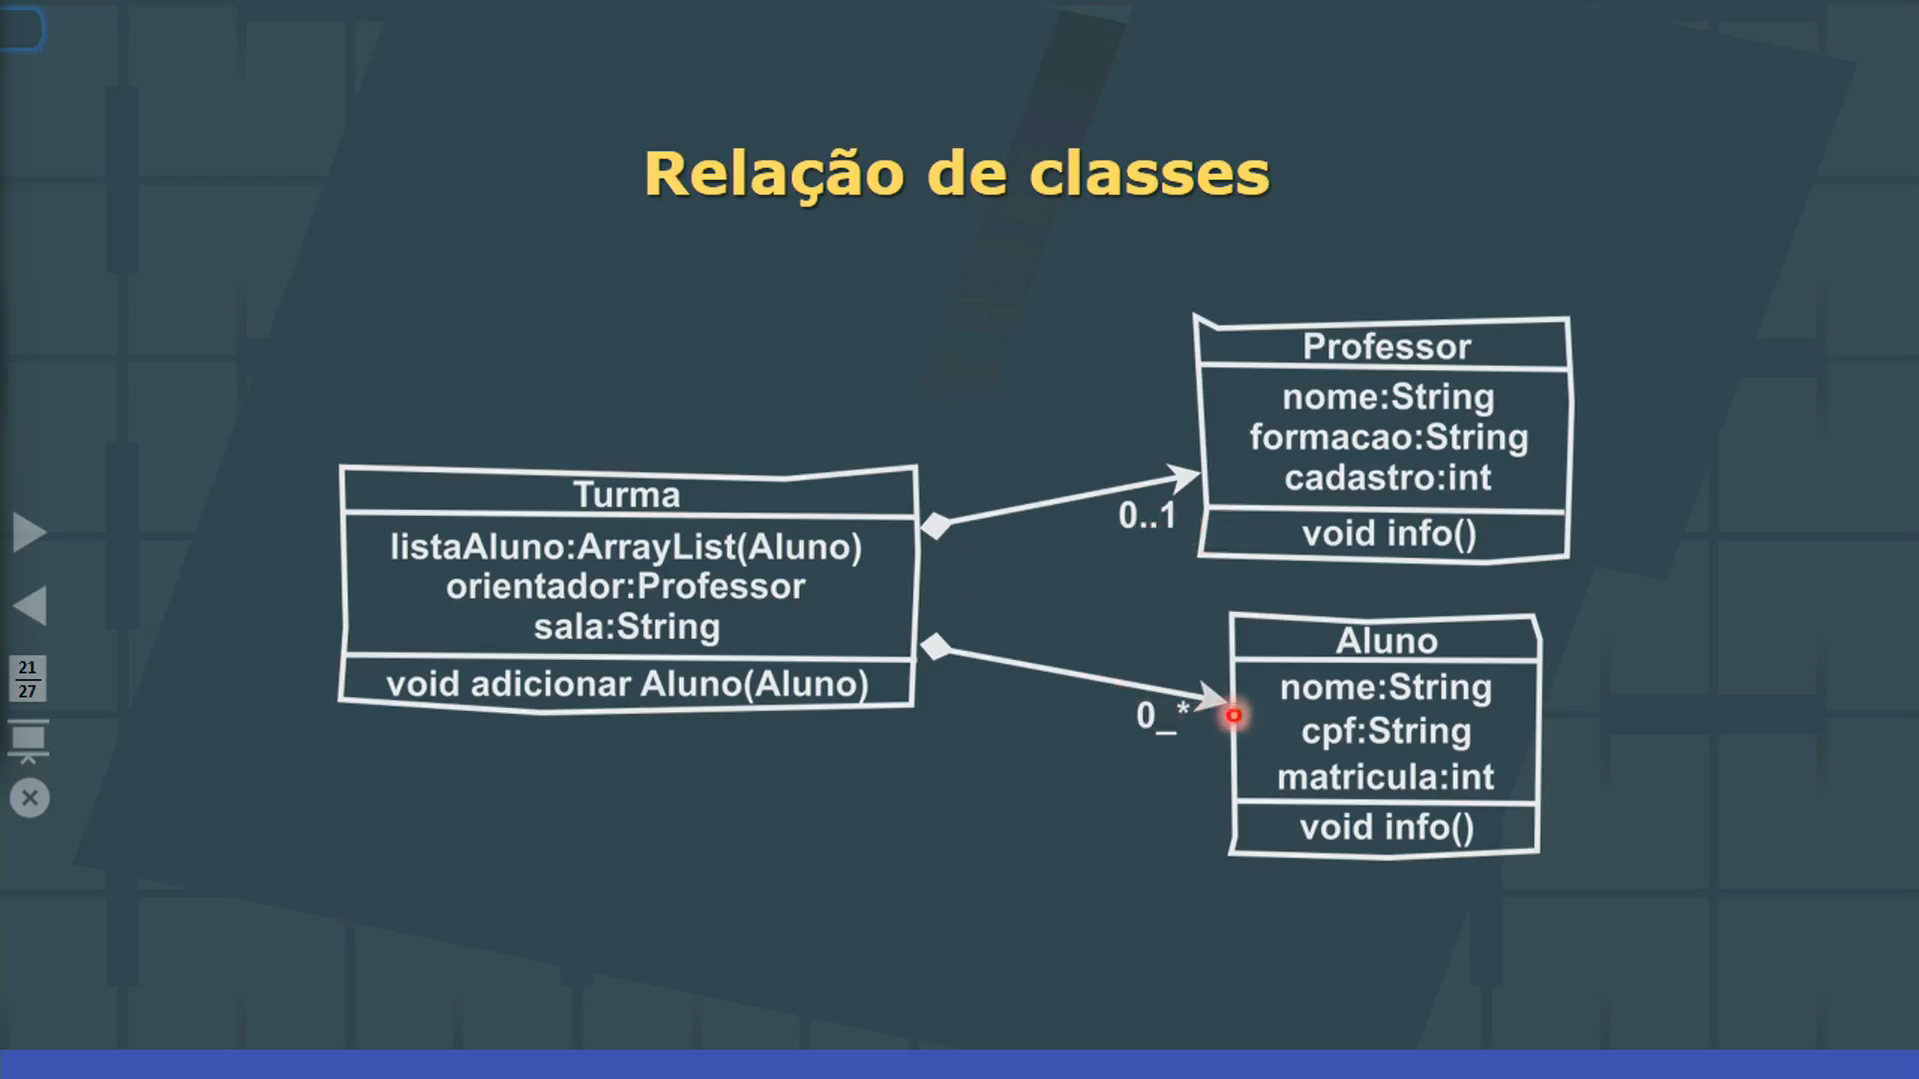 Relação de classes
Professor
nome:String
formacao:String
cadastro:int
void info()
Turma
listaAluno:ArrayList(Aluno)
orientador:Professor
sala:String
void adicionar Aluno(Aluno)
0..1
0_*
Aluno
nome:String
cpf:String
matricula:int
void info()
21
27